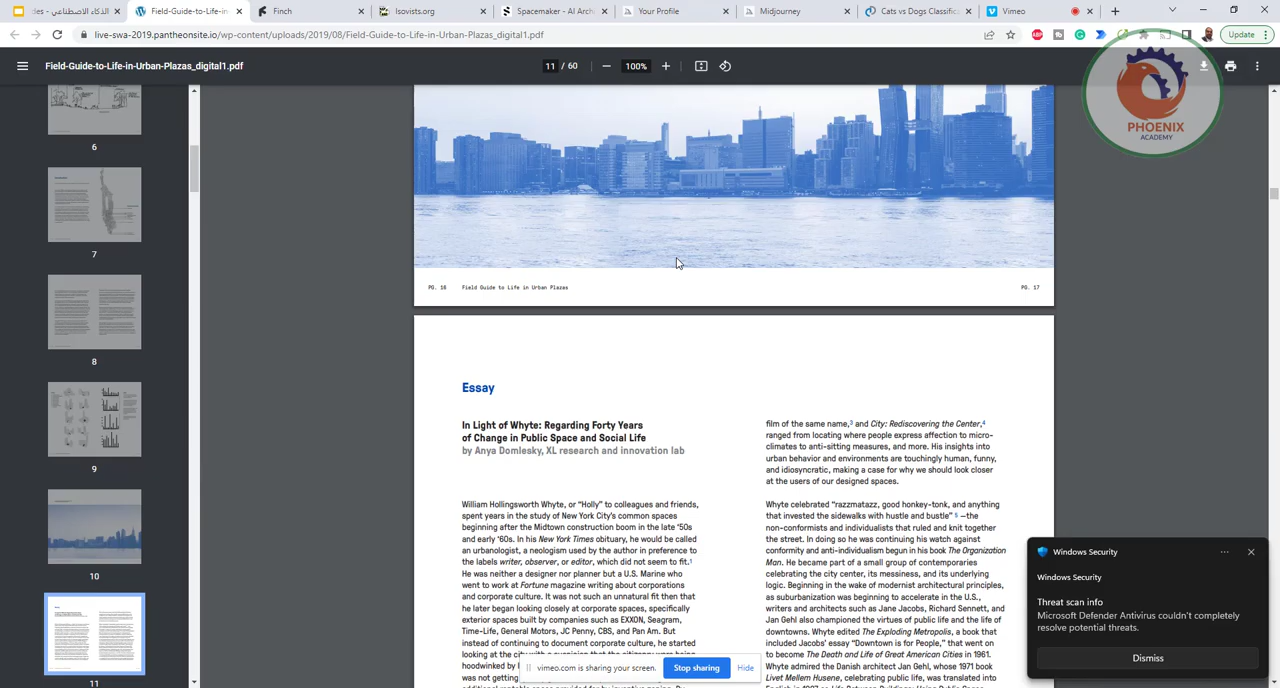 الذكاء الاصطناعي - des
Field-Guide-to-Life-in-
Finch
Isovists.org
Spacemaker - AI Arch
Your Profile
Midjourney
Cats vs Dogs Classific
Vimeo
live-swa-2019.pantheonsite.io/wp-content/uploads/2019/08/Field-Guide-to-Life-in-Urban-Plazas_digital1.pdf
Update
Field-Guide-to-Life-in-Urban-Plazas_digital1.pdf
11 / 60
100%
PHOENIX
ACADEMY
6
7
8
9
10
11
PG. 16 Field Guide to Life in Urban Plazas PG. 17
Essay
In Light of Whyte: Regarding Forty Years
of Change in Public Space and Social Life
by Anya Domlesky, XL research and innovation lab
William Hollingsworth Whyte, or “Holly” to colleagues and friends,
spent years in the study of New York City’s common spaces
beginning after the Midtown construction boom in the late ‘50s
and early ‘60s. In his New York Times obituary, he would be called
an urbanologist, a neologism used by the author in preference to
the labels writer, observer, or editor, which did not seem to fit.1
He was neither a designer nor planner but a U.S. Marine who
went to work at Fortune magazine writing about corporations
and corporate culture. It was not such an unnatural fit then that
he later began looking closely at corporate spaces, specifically
exterior spaces built by companies such as EXXON, Seagram,
Time-Life, General Motors, JC Penny, CBS, and Pan Am. But
instead of continuing to document corporate culture, he started
looking at the city
hoodwinked by
was not getting
film of the same name,3 and City: Rediscovering the Center,4
ranged from locating where people express affection to micro-
climates to anti-sitting measures, and more. His insights into
urban behavior and environments are touchingly human, funny,
and idiosyncratic, making a case for why we should look closer
at the users of our designed spaces.
Whyte celebrated “razzmatazz, good honkey-tonk, and anything
that invested the sidewalks with hustle and bustle” 5 —the
non-conformists and individualists that ruled and knit together
the street. In doing so he was continuing his watch against
conformity and anti-individualism begun in his book The Organization
Man. He became part of a small group of contemporaries
celebrating the city center, its messiness, and its underlying
logic. Beginning in the wake of modernist architectural principles,
as suburbanization was beginning to accelerate in the U.S.,
writers and architects such as Jane Jacobs, Richard Sennett, and
Jan Gehl also championed the virtues of public life and the life of
downtowns. Whyte edited The Exploding Metropolis, a book that
included Jacobs’ essay “Downtown is for People,” that went on
to become The Death and Life of Great American Cities in 1961.
Whyte admired the Danish architect Jan Gehl, whose 1971 book
Livet Mellem Husene, celebrating public life, was translated into
vimeo.com is sharing your screen.
Stop sharing
Hide
Windows Security
Windows Security
Threat scan info
Microsoft Defender Antivirus couldn't completely
resolve potential threats.
Dismiss